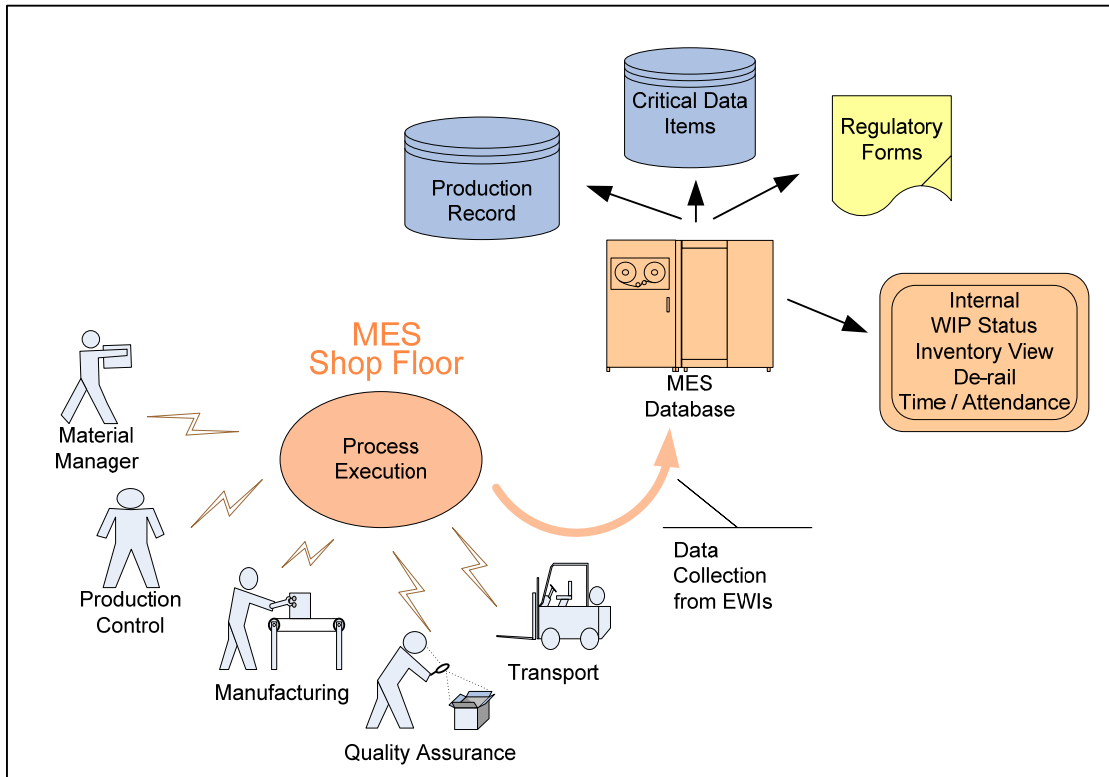 Critical Data
Items
Regulatory
Forms
Production
Record
Internal
WIP Status
Inventory View
De-rail
Time / Attendance
MES
Database
MES
Shop Floor
Process
Execution
Material
Manager
Production
Control
Manufacturing
Quality Assurance
Transport
Data
Collection
from EWIs